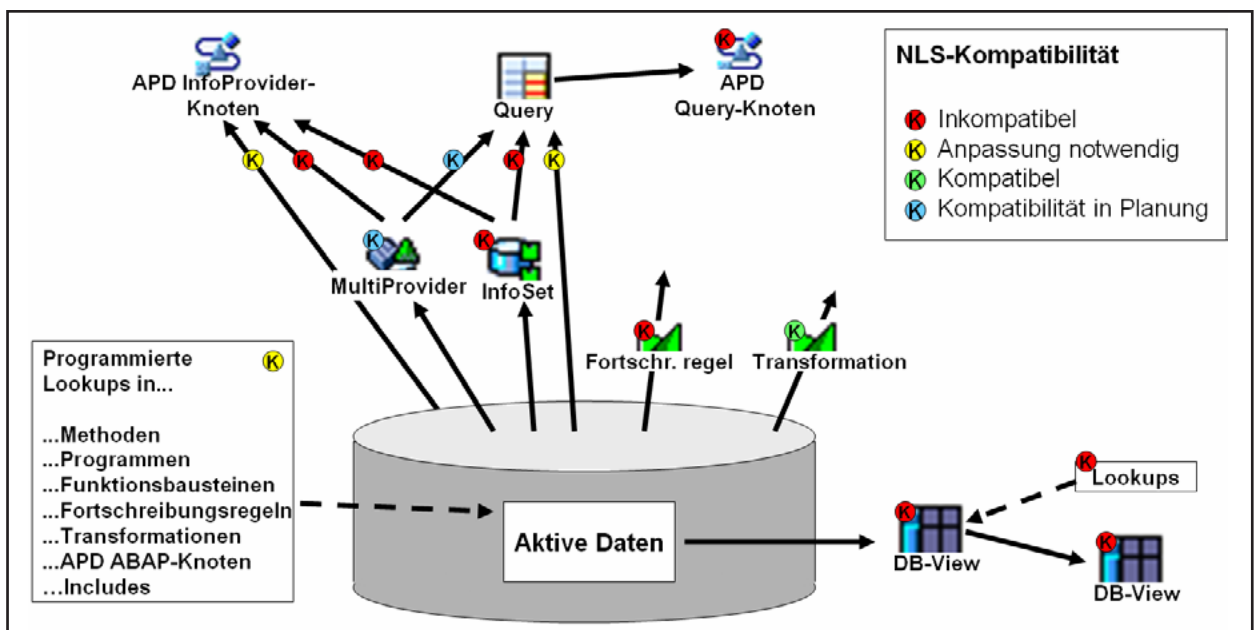 APD InfoProvider-
Knoten
Query
K
APD
Query-Knoten
NLS-Kompatibilität
K Inkompatibel
K Anpassung notwendig
K Kompatibel
K Kompatibilität in Planung
K
K
K
K
K
K
K
MultiProvider
K
InfoSet
K
Fortschr. regel
K
Transformation
Programmierte K
Lookups in...
...Methoden
...Programmen
...Funktionsbausteinen
...Fortschreibungsregeln
...Transformationen
...APD ABAP-Knoten
...Includes
Aktive Daten
K
DB-View
K
Lookups
K
DB-View